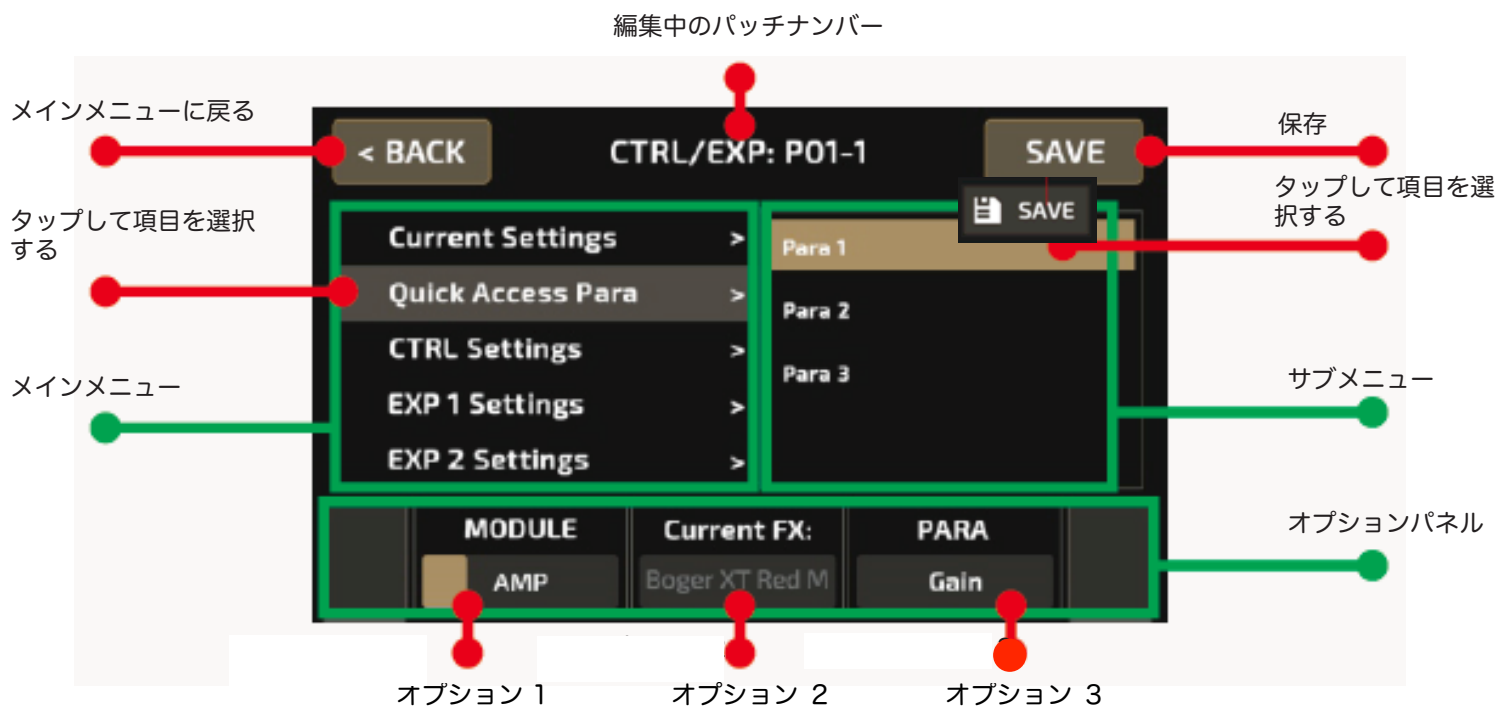 編集中のパッチナンバー
メインメニューに戻る
保存
< BACK
CTRL/EXP: P01-1
SAVE
タップして項目を選択
する
タップして項目を選
択する
SAVE
Current Settings >
Quick Access Para >
CTRL Settings >
EXP 1 Settings >
EXP 2 Settings >
Para 1
Para 2
Para 3
メインメニュー
サブメニュー
オプションパネル
MODULE
Current FX:
PARA
AMP
Boger XT Red M
Gain
オプション 1
オプション 2
オプション 3